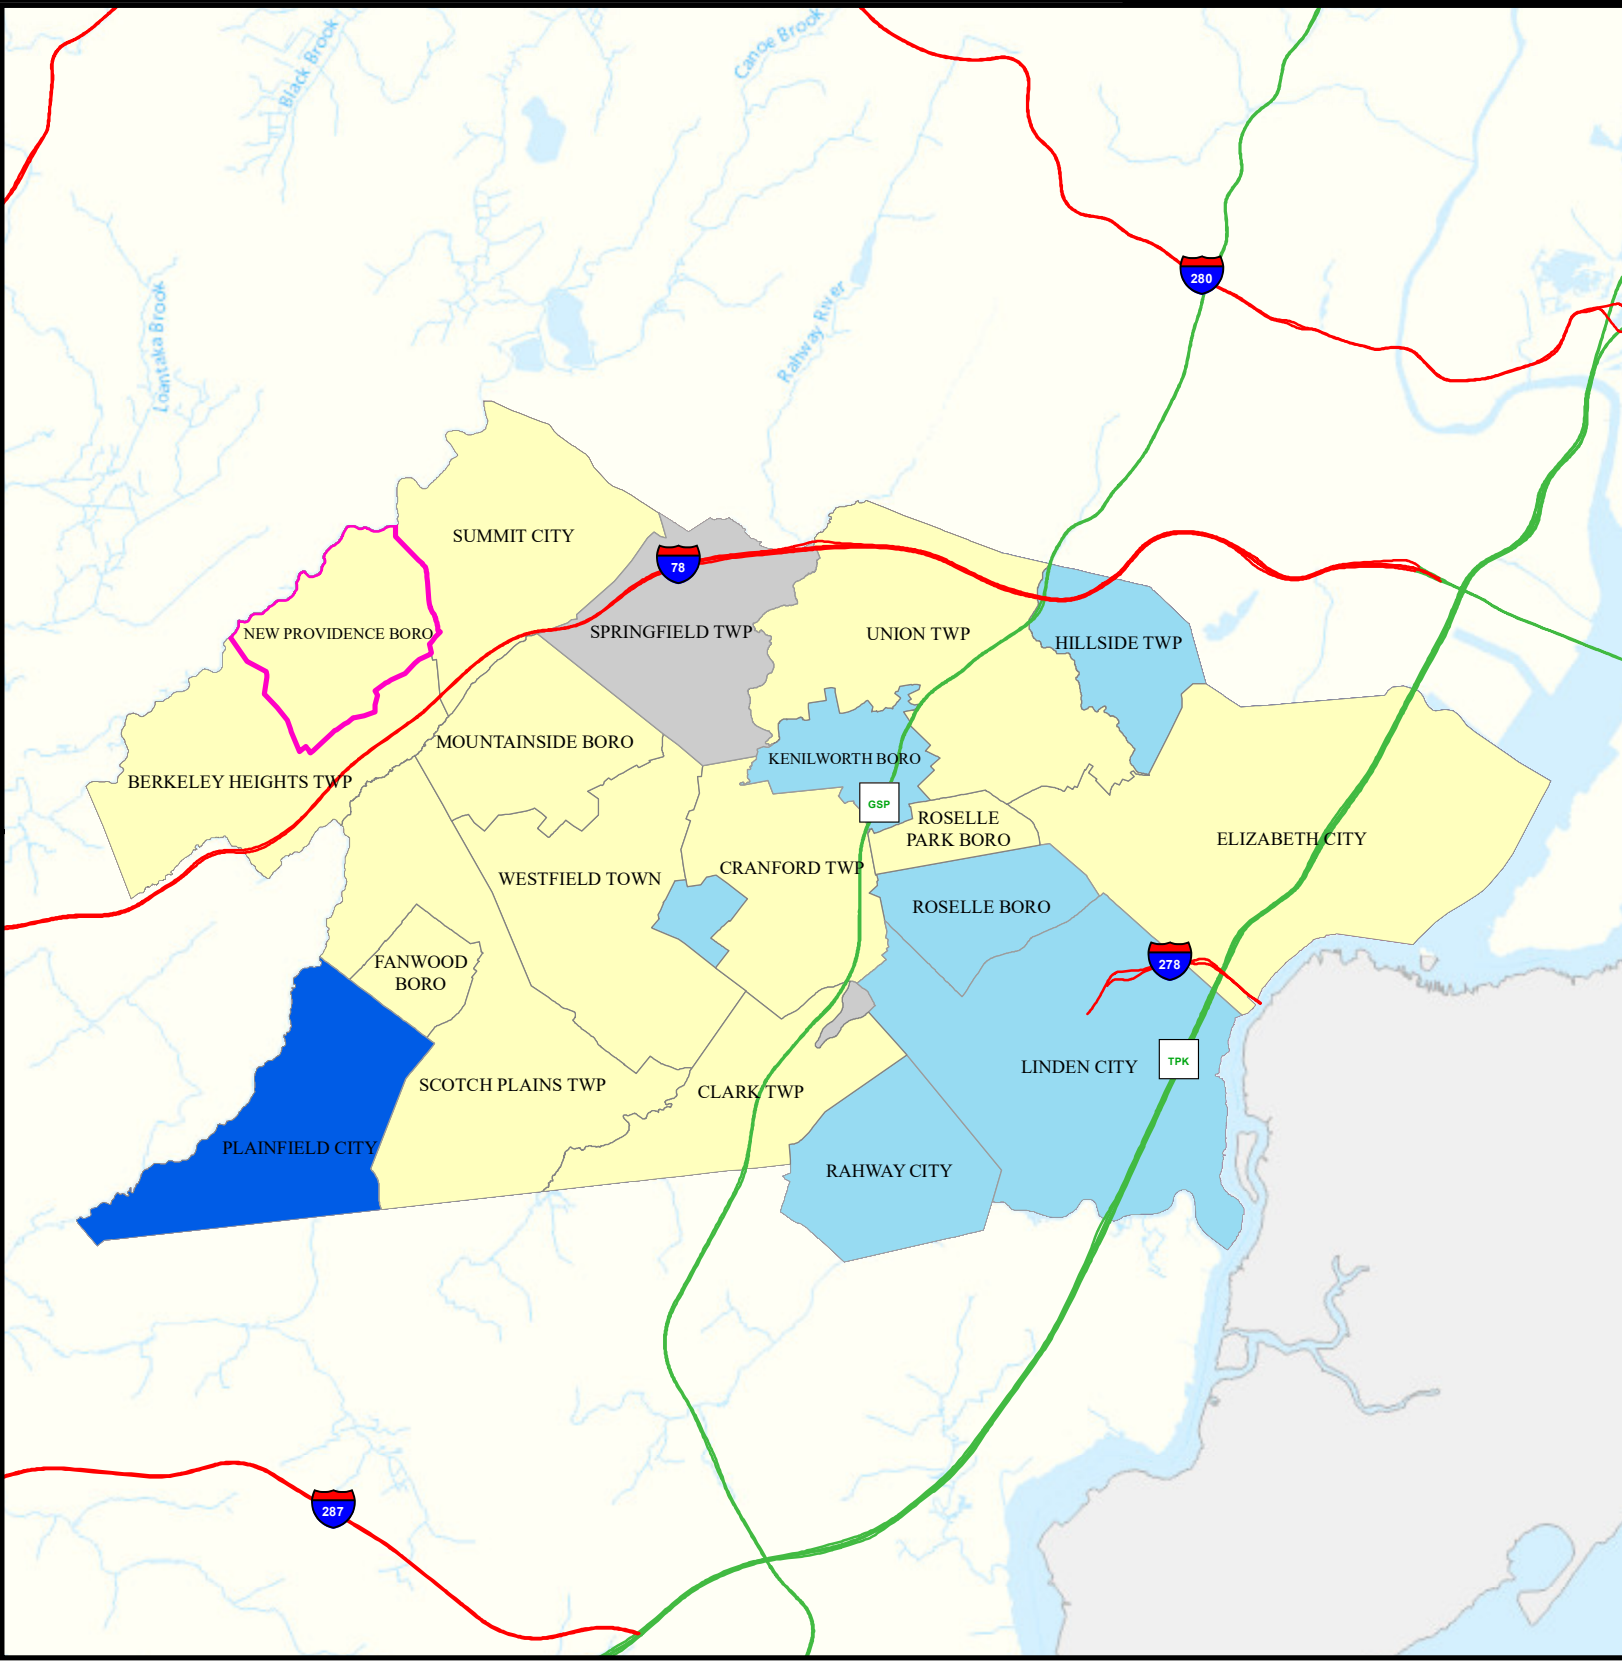 Black Brook
Canoe Brook
280
Loantaka Brook
Rahway River
SUMMIT CITY
78
NEW PROVIDENCE BORO
SPRINGFIELD TWP
UNION TWP
HILLSIDE TWP
MOUNTAINSIDE BORO
KENILWORTH BORO
BERKELEY HEIGHTS TWP
GSP
ROSELLE
PARK BORO
ELIZABETH CITY
CRANFORD TWP
WESTFIELD TOWN
ROSELLE BORO
FANWOOD
BORO
278
LINDEN CITY
TPK
SCOTCH PLAINS TWP
CLARK TWP
PLAINFIELD CITY
RAHWAY CITY
287